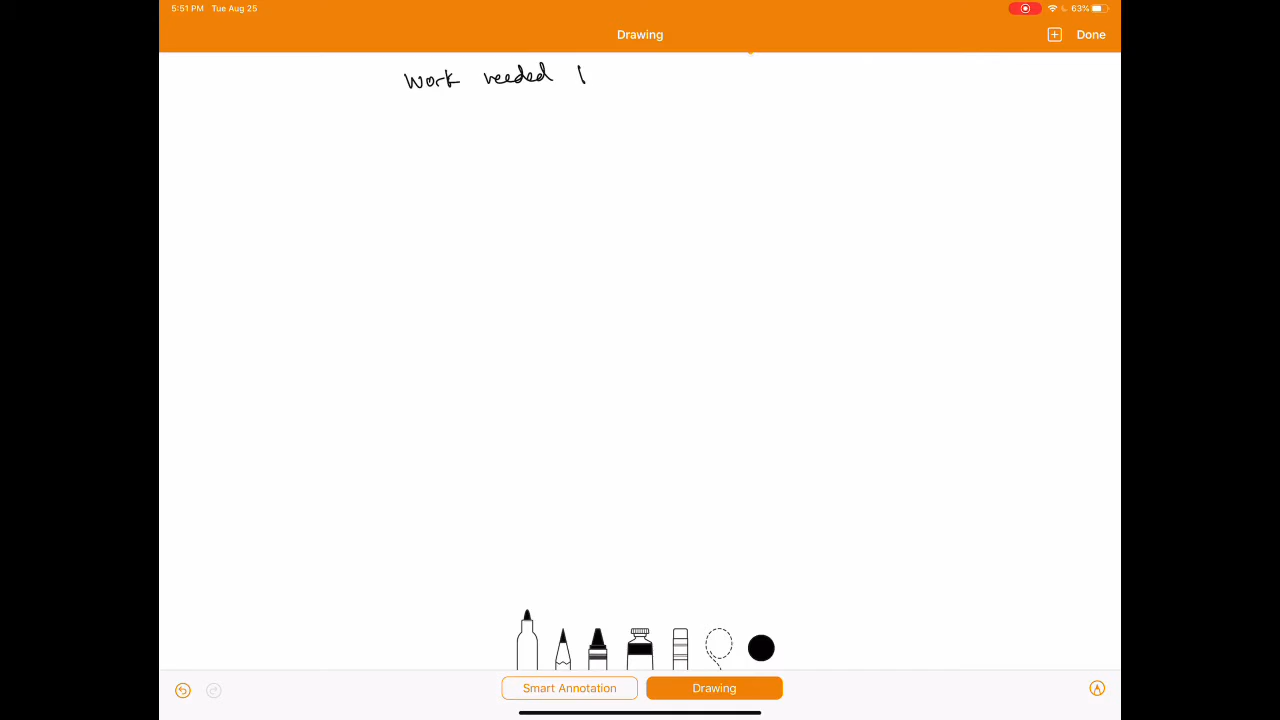 5:51 PM Tue Aug 25 63%
Drawing Done
work needed
Smart Annotation Drawing